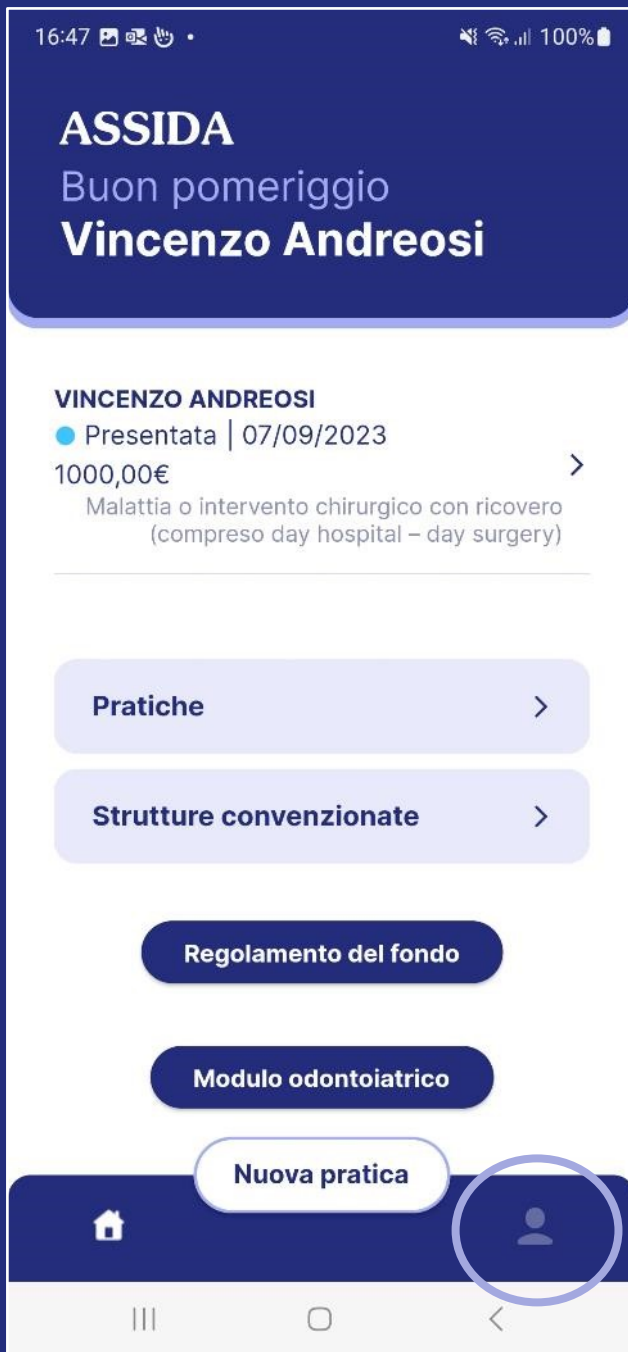 16:47
100%
ASSIDA
Buon pomeriggio
Vincenzo Andreosi
VINCENZO ANDREOSI
Presentata | 07/09/2023
1000,00€
Malattia o intervento chirurgico con ricovero
(compreso day hospital – day surgery)
Pratiche
Strutture convenzionate
Regolamento del fondo
Modulo odontoiatrico
Nuova pratica